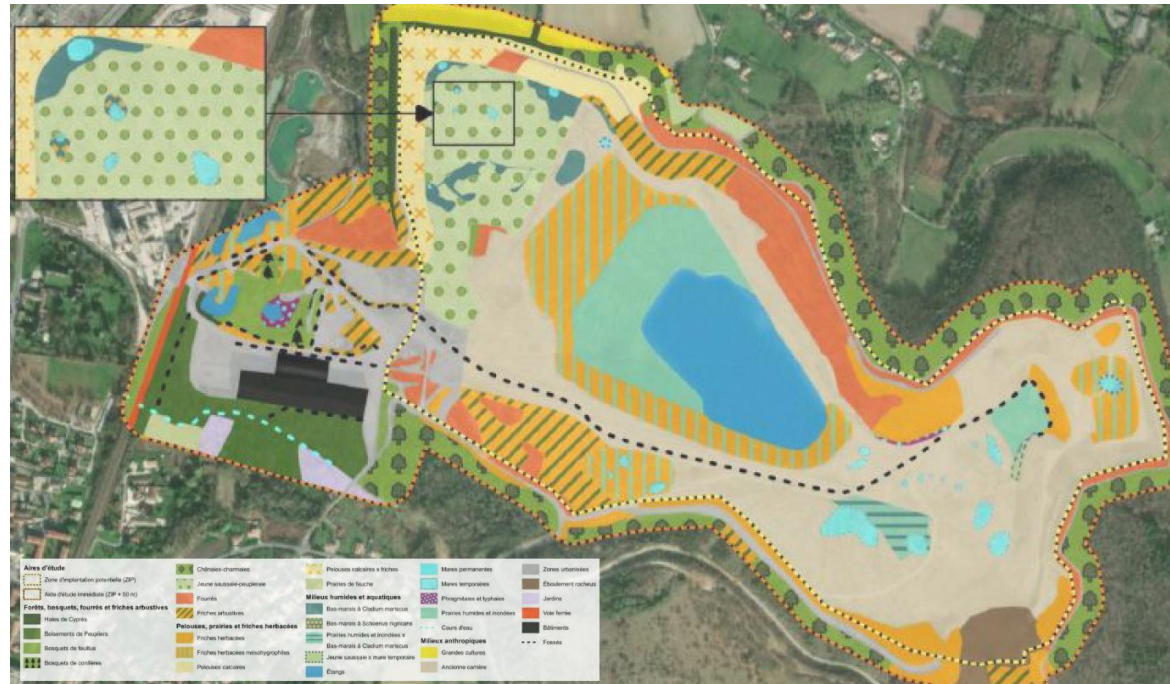 Aires d'étude
Zone d'implantation potentielle (ZIP)
Aide d'étude immédiate (ZIP + 50 m)
Forêts, bosquets, fourrés et friches arbustives
Haies de Cyprès
Boisements de Peupliers
Bosquets de feuillus
Bosquets de conifères
Chênaies-charmaies
Jeune saussaie-peupleraie
Fourrés
Friches arbustives
Pelouses, prairies et friches herbacées
Friches herbacées
Friches herbacées mésohygrophiles
Pelouses calcaires
Pelouses calcaires x friches
Prairies de fauche
Milieux humides et aquatiques
Bas-marais à Cladium mariscus
Bas-marais à Schoenus nigricans
Prairies humides et inondées x
Bas-marais à Cladium mariscus
Jeune saussaie x mare temporaire
Étangs
Mares permanentes
Mares temporaires
Phragmitaies et typhaies
Prairies humides et inondées
Cours d'eau
Milieux anthropiques
Grandes cultures
Ancienne carrière
Zones urbanisées
Éboulement rocheux
Jardins
Voie ferrée
Bâtiments
Fossés